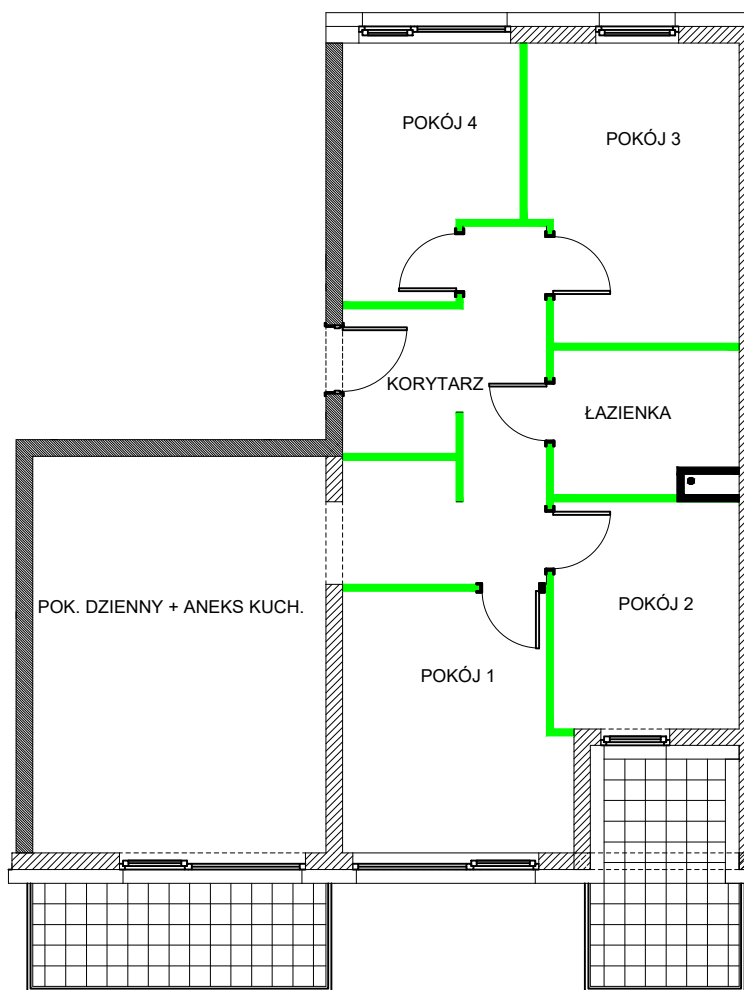 POKÓJ 4
POKÓJ 3
KORYTARZ
ŁAZIENKA
POK. DZIENNY + ANEKS KUCH.
POKÓJ 2
POKÓJ 1